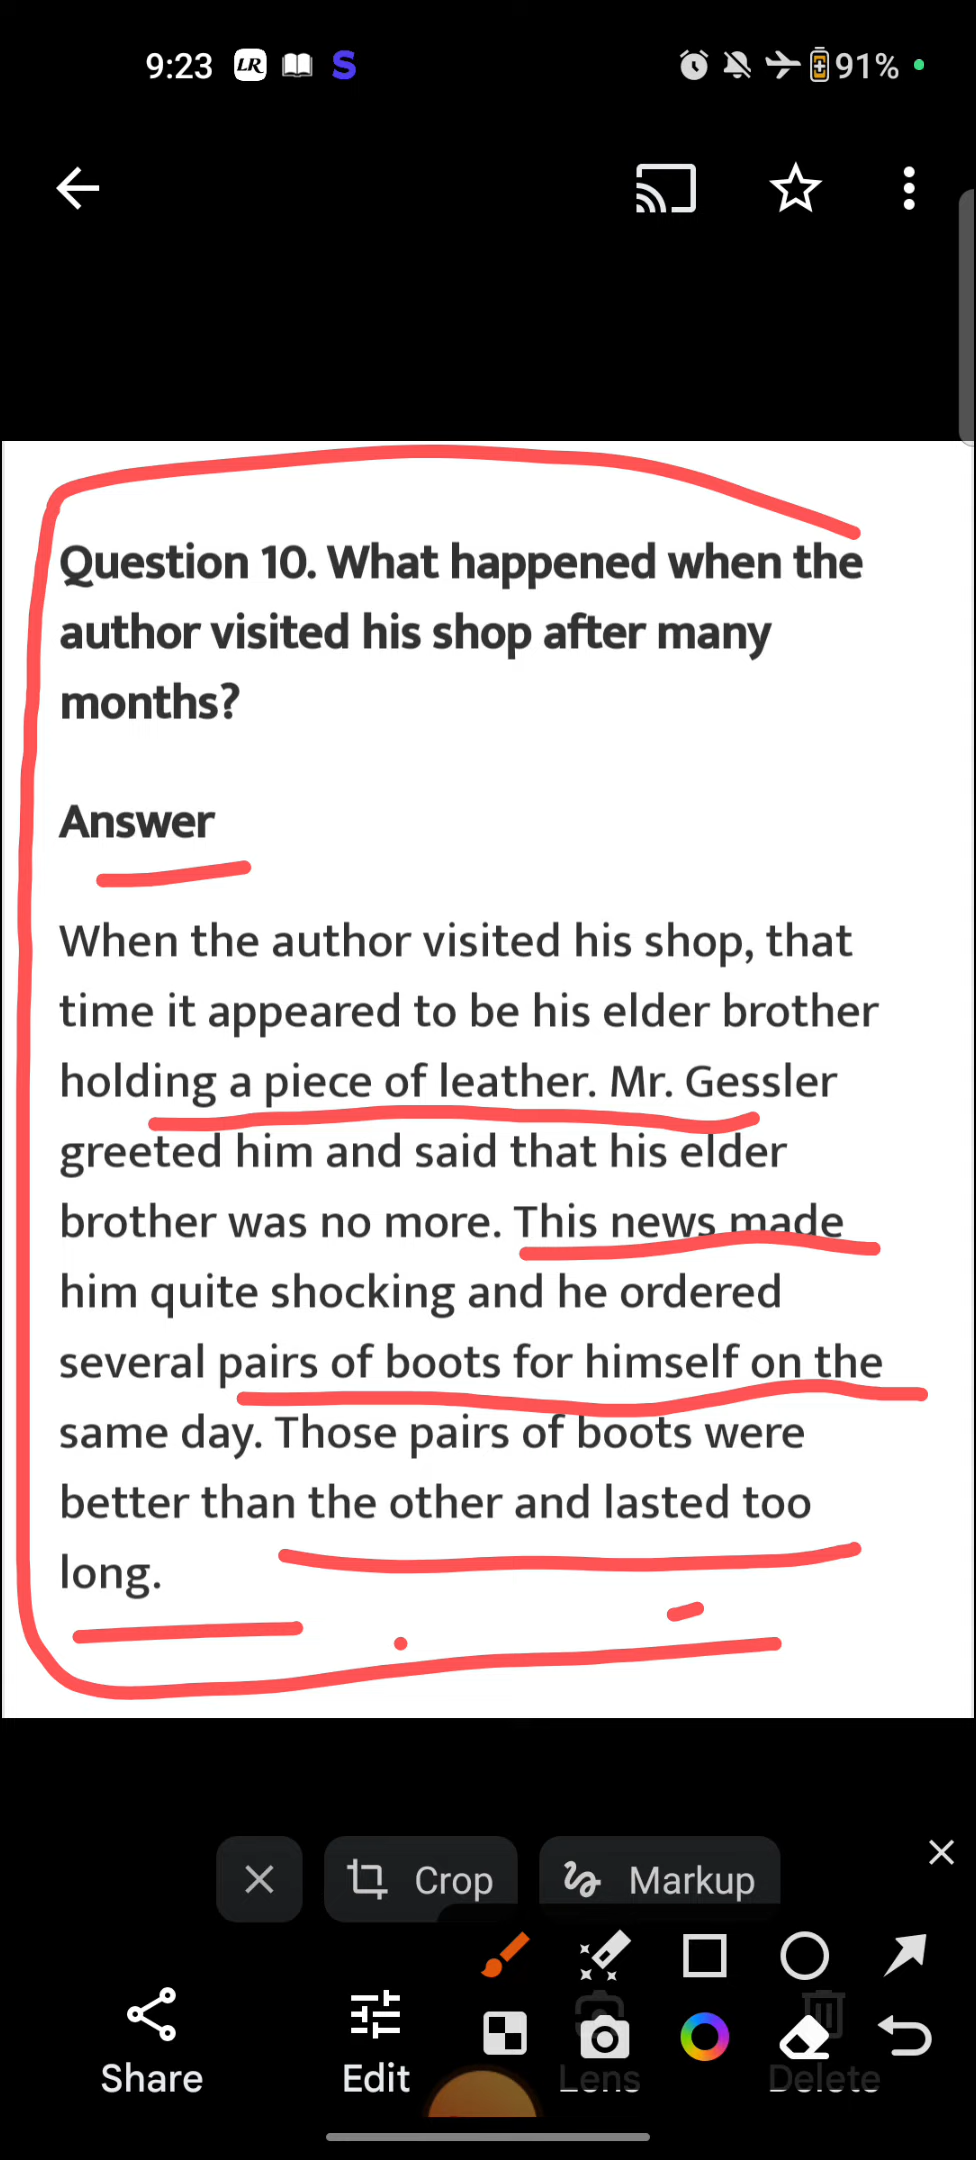 9:23 LR S 91%
Question 10. What happened when the
author visited his shop after many
months?
Answer
When the author visited his shop, that
time it appeared to be his elder brother
holding a piece of leather. Mr. Gessler
greeted him and said that his elder
brother was no more. This news made
him quite shocking and he ordered
several pairs of boots for himself on the
same day. Those pairs of boots were
better than the other and lasted too
long.
Crop Markup
Share Edit Lens Delete